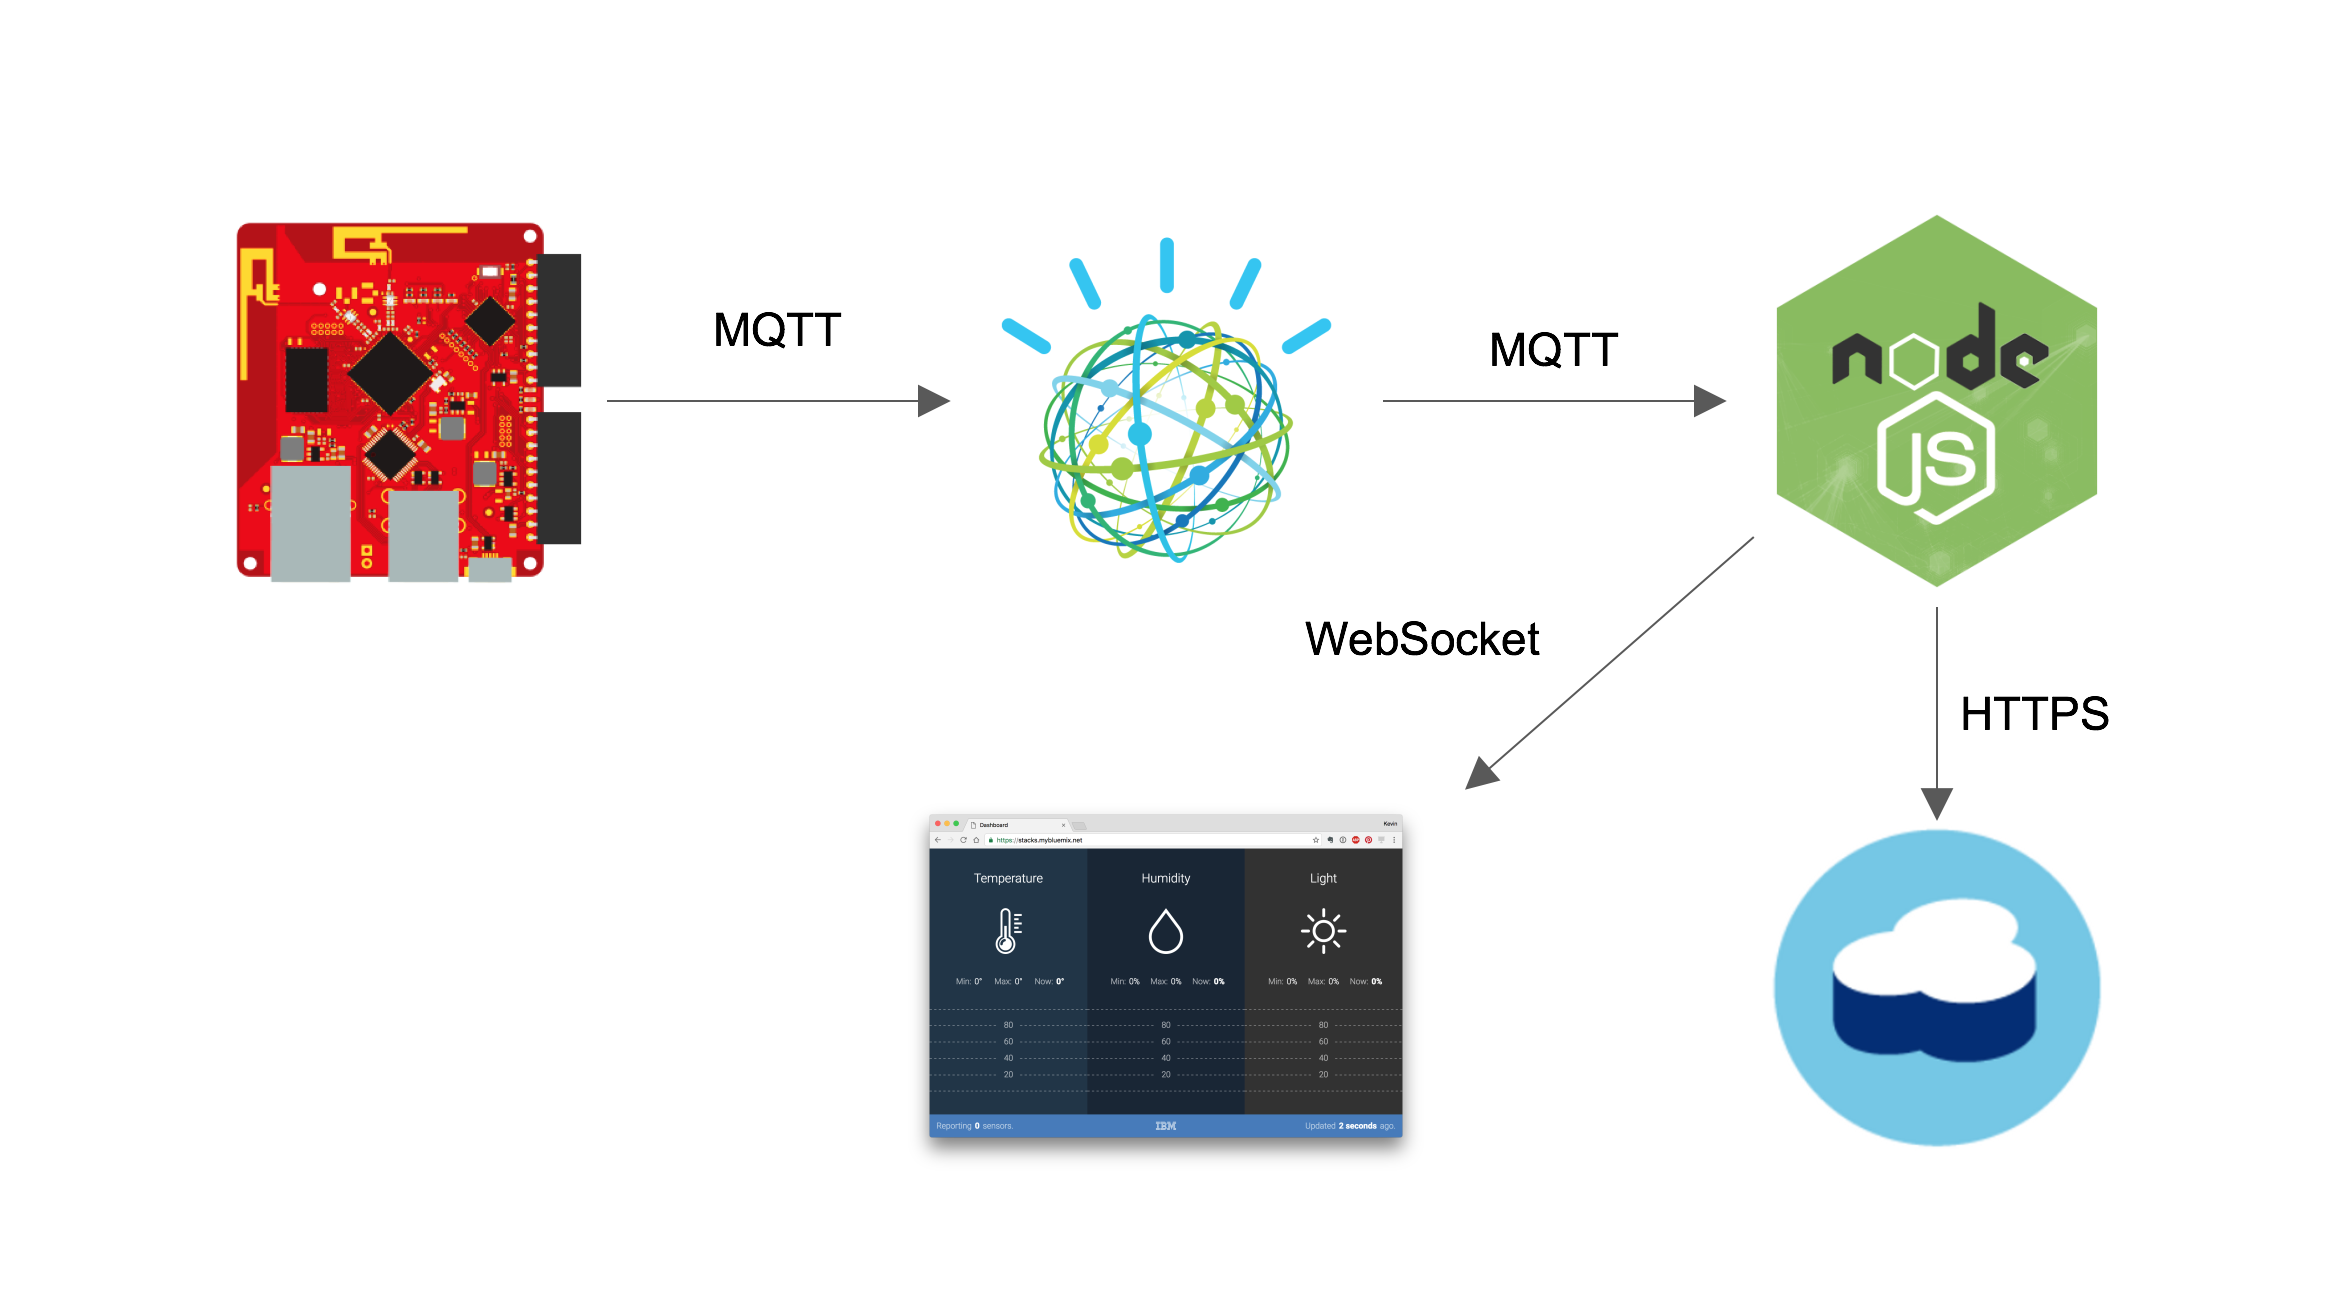 MQTT
MQTT
node
JS
WebSocket
HTTPS
Dashboard
Kevin
https://stacks.mybluemix.net
Temperature
Humidity
Light
Min: 0° Max: 0° Now: 0°
Min: 0% Max: 0% Now: 0%
Min: 0% Max: 0% Now: 0%
80 80 80
60 60 60
40 40 40
20 20 20
Reporting 0 sensors.
IBM
Updated 2 seconds ago.